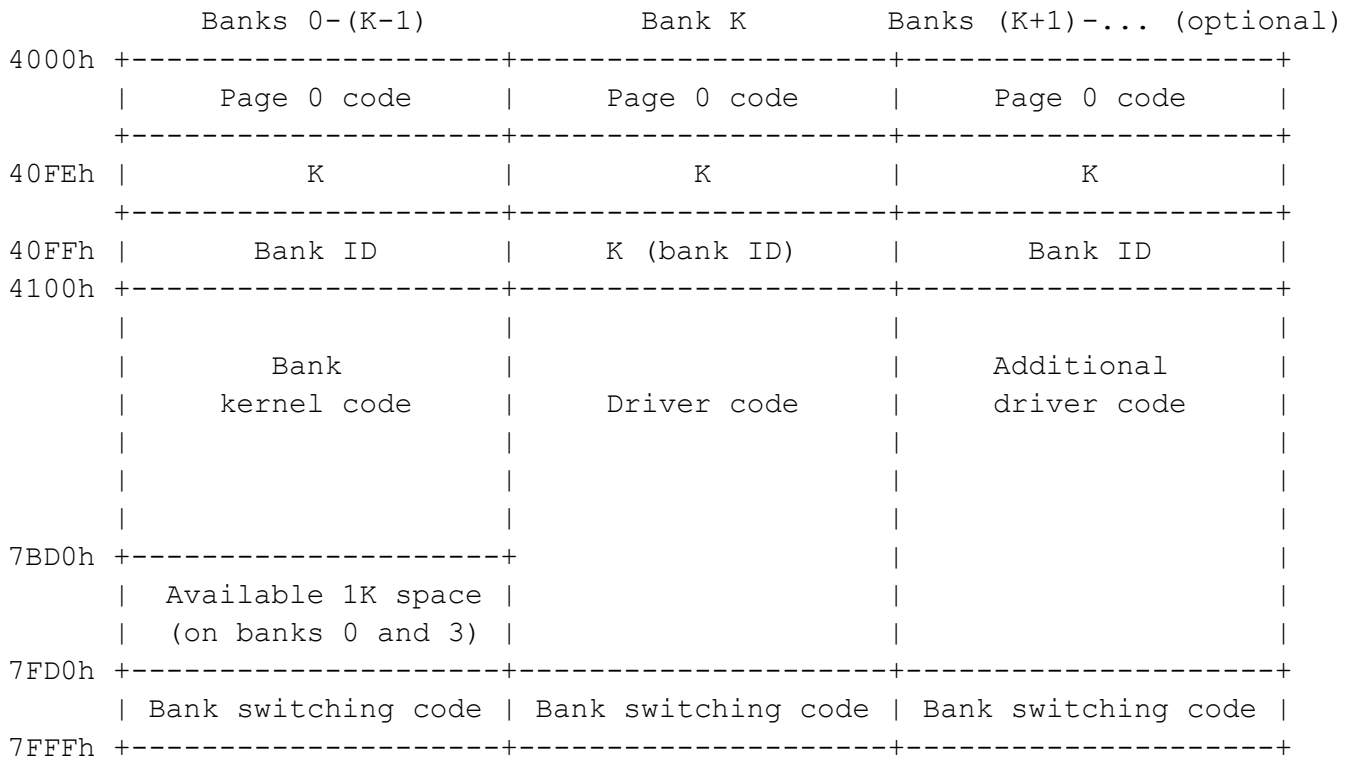 Banks 0-(K-1)              Bank K        Banks (K+1)-... (optional)
4000h +-------------------+-------------------+-------------------+
      |    Page 0 code    |    Page 0 code    |    Page 0 code    |
      +-------------------+-------------------+-------------------+
40FEh |         K         |         K         |         K         |
      +-------------------+-------------------+-------------------+
40FFh |      Bank ID      |    K (bank ID)    |      Bank ID      |
4100h +-------------------+-------------------+-------------------+
      |                   |                   |                   |
      |       Bank        |                   |    Additional     |
      |    kernel code    |    Driver code    |    driver code    |
      |                   |                   |                   |
      |                   |                   |                   |
      |                   |                   |                   |
7BD0h +-------------------+                   |                   |
      |  Available 1K space |                   |                   |
      |  (on banks 0 and 3) |                   |                   |
7FD0h +-------------------+-------------------+-------------------+
      | Bank switching code | Bank switching code | Bank switching code |
7FFFh +-------------------+-------------------+-------------------+